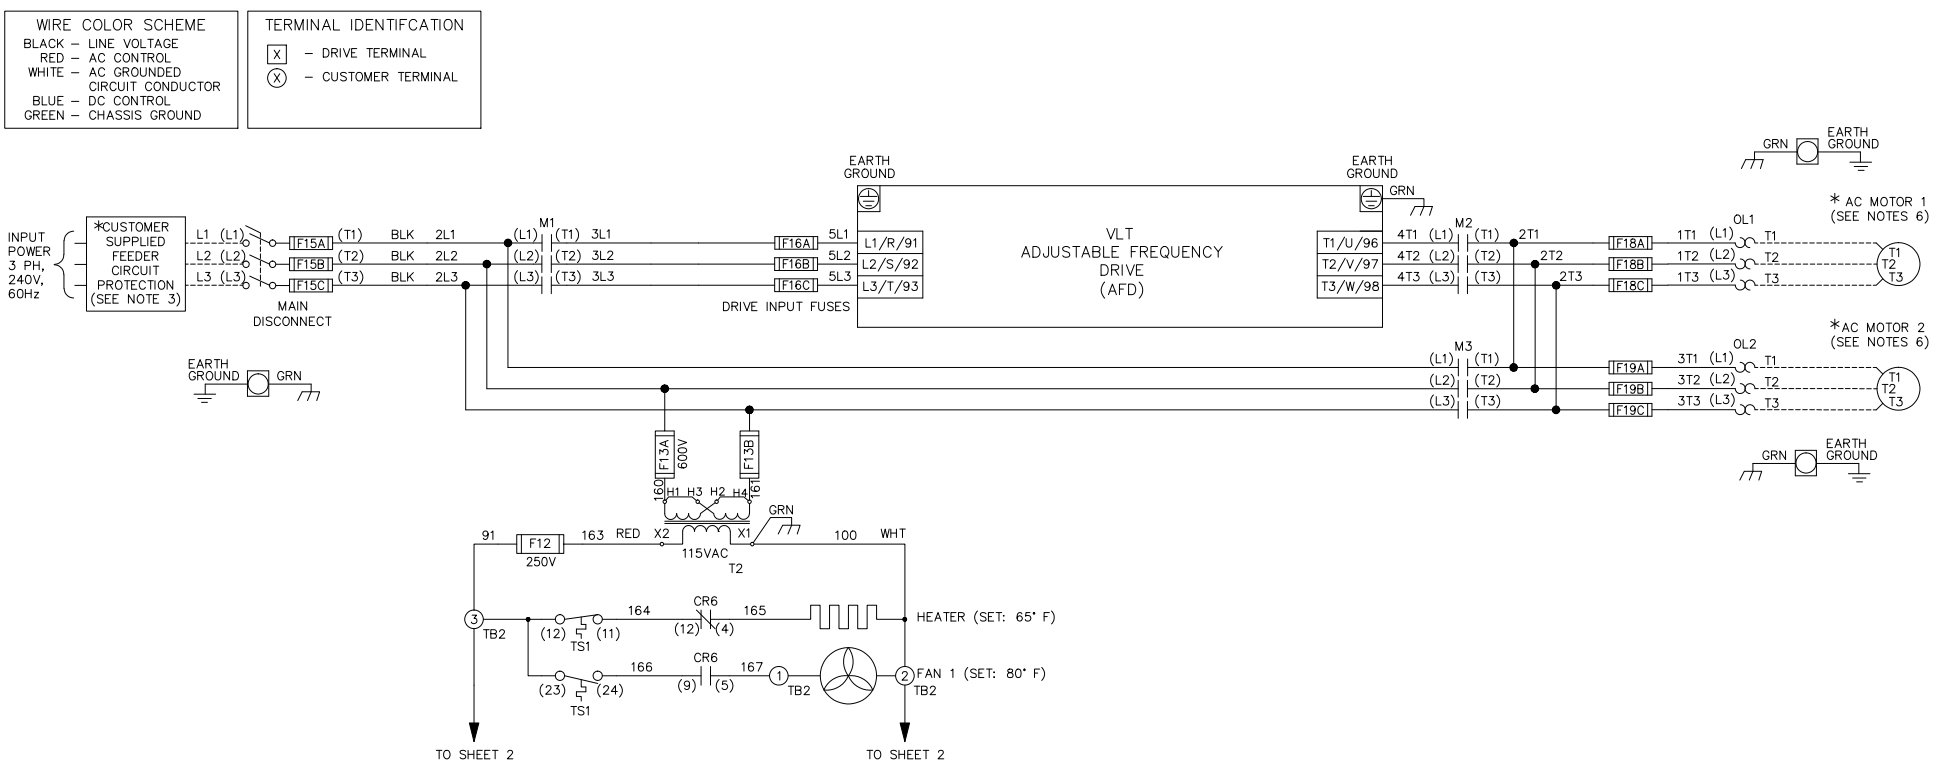 WIRE COLOR SCHEME
BLACK – LINE VOLTAGE
RED – AC CONTROL
WHITE – AC GROUNDED
CIRCUIT CONDUCTOR
BLUE – DC CONTROL
GREEN – CHASSIS GROUND
TERMINAL IDENTIFCATION
X – DRIVE TERMINAL
X – CUSTOMER TERMINAL
INPUT
POWER
3 PH,
240V,
60Hz
*CUSTOMER
SUPPLIED
FEEDER
CIRCUIT
PROTECTION
(SEE NOTE 3)
L1 (L1) F15A (T1) BLK 2L1 (L1) M1 (T1) 3L1 F16A 5L1 L1/R/91
L2 (L2) F15B (T2) BLK 2L2 (L2) (T2) 3L2 F16B 5L2 L2/S/92
L3 (L3) F15C (T3) BLK 2L3 (L3) (T3) 3L3 F16C 5L3 L3/T/93
MAIN
DISCONNECT
DRIVE INPUT FUSES
EARTH
GROUND
VLT
ADJUSTABLE FREQUENCY
DRIVE
(AFD)
EARTH
GROUND
GRN
T1/U/96 4T1 (L1) M2 (T1) 2T1 F18A 1T1 (L1) OL1 T1
T2/V/97 4T2 (L2) (T2) 2T2 F18B 1T2 (L2) T2
T3/W/98 4T3 (L3) (T3) 2T3 F18C 1T3 (L3) T3
GRN
EARTH
GROUND
* AC MOTOR 1
(SEE NOTES 6)
T1
T2
T3
*AC MOTOR 2
(SEE NOTES 6)
T1
T2
T3
M3
(L1) (T1) F19A 3T1 (L1) OL2 T1
(L2) (T2) F19B 3T2 (L2) T2
(L3) (T3) F19C 3T3 (L3) T3
GRN
EARTH
GROUND
EARTH
GROUND
GRN
F13A
600V
F13B
160
161
H1 H3 H2 H4
GRN
91 F12 163 RED X2 X1 100 WHT
250V
115VAC
T2
3
TB2
(12) (11)
TS1
164
CR6
(12) (4)
165
HEATER (SET: 65° F)
(23) (24)
TS1
166
CR6
(9) (5)
167
1
TB2
2
TB2
FAN 1 (SET: 80° F)
TO SHEET 2
TO SHEET 2